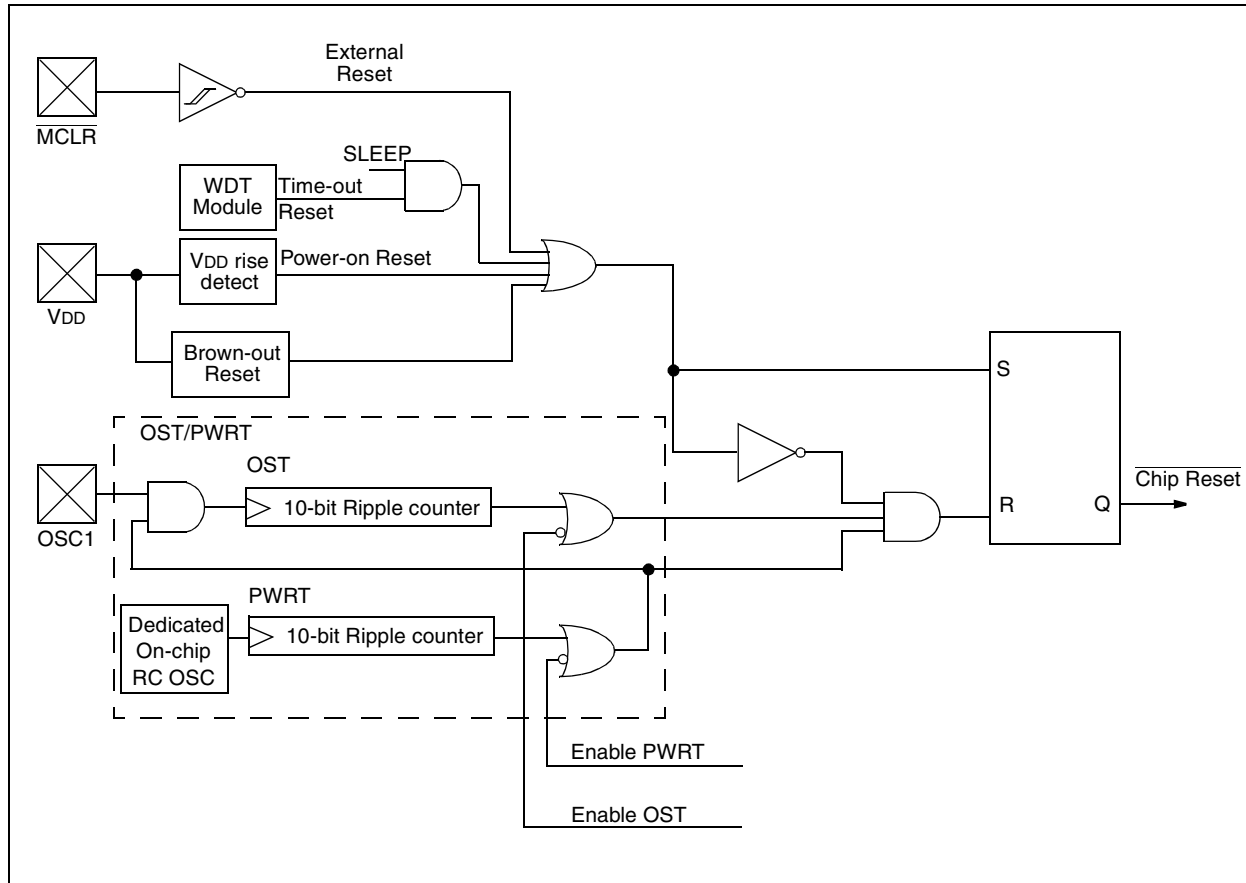 External
Reset
MCLR
SLEEP
WDT
Module
Time-out
Reset
VDD rise
detect
Power-on Reset
VDD
Brown-out
Reset
S
OST/PWRT
OST
10-bit Ripple counter
OSC1
Chip Reset
R
Q
PWRT
Dedicated
On-chip
RC OSC
10-bit Ripple counter
Enable PWRT
Enable OST